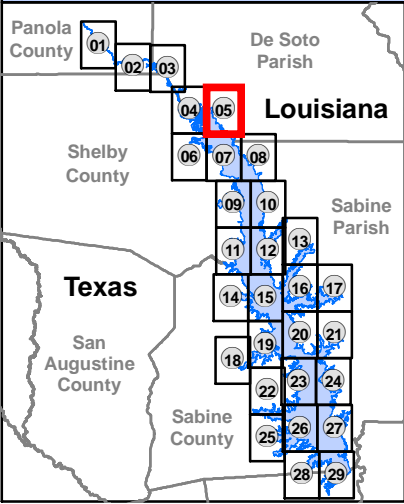 Panola
County
01
02
03
De Soto
Parish
04
05
Louisiana
Shelby
County
06
07
08
09
10
Sabine
Parish
11
12
13
Texas
14
15
16
17
San
Augustine
County
18
19
20
21
22
23
24
Sabine
County
25
26
27
28
29